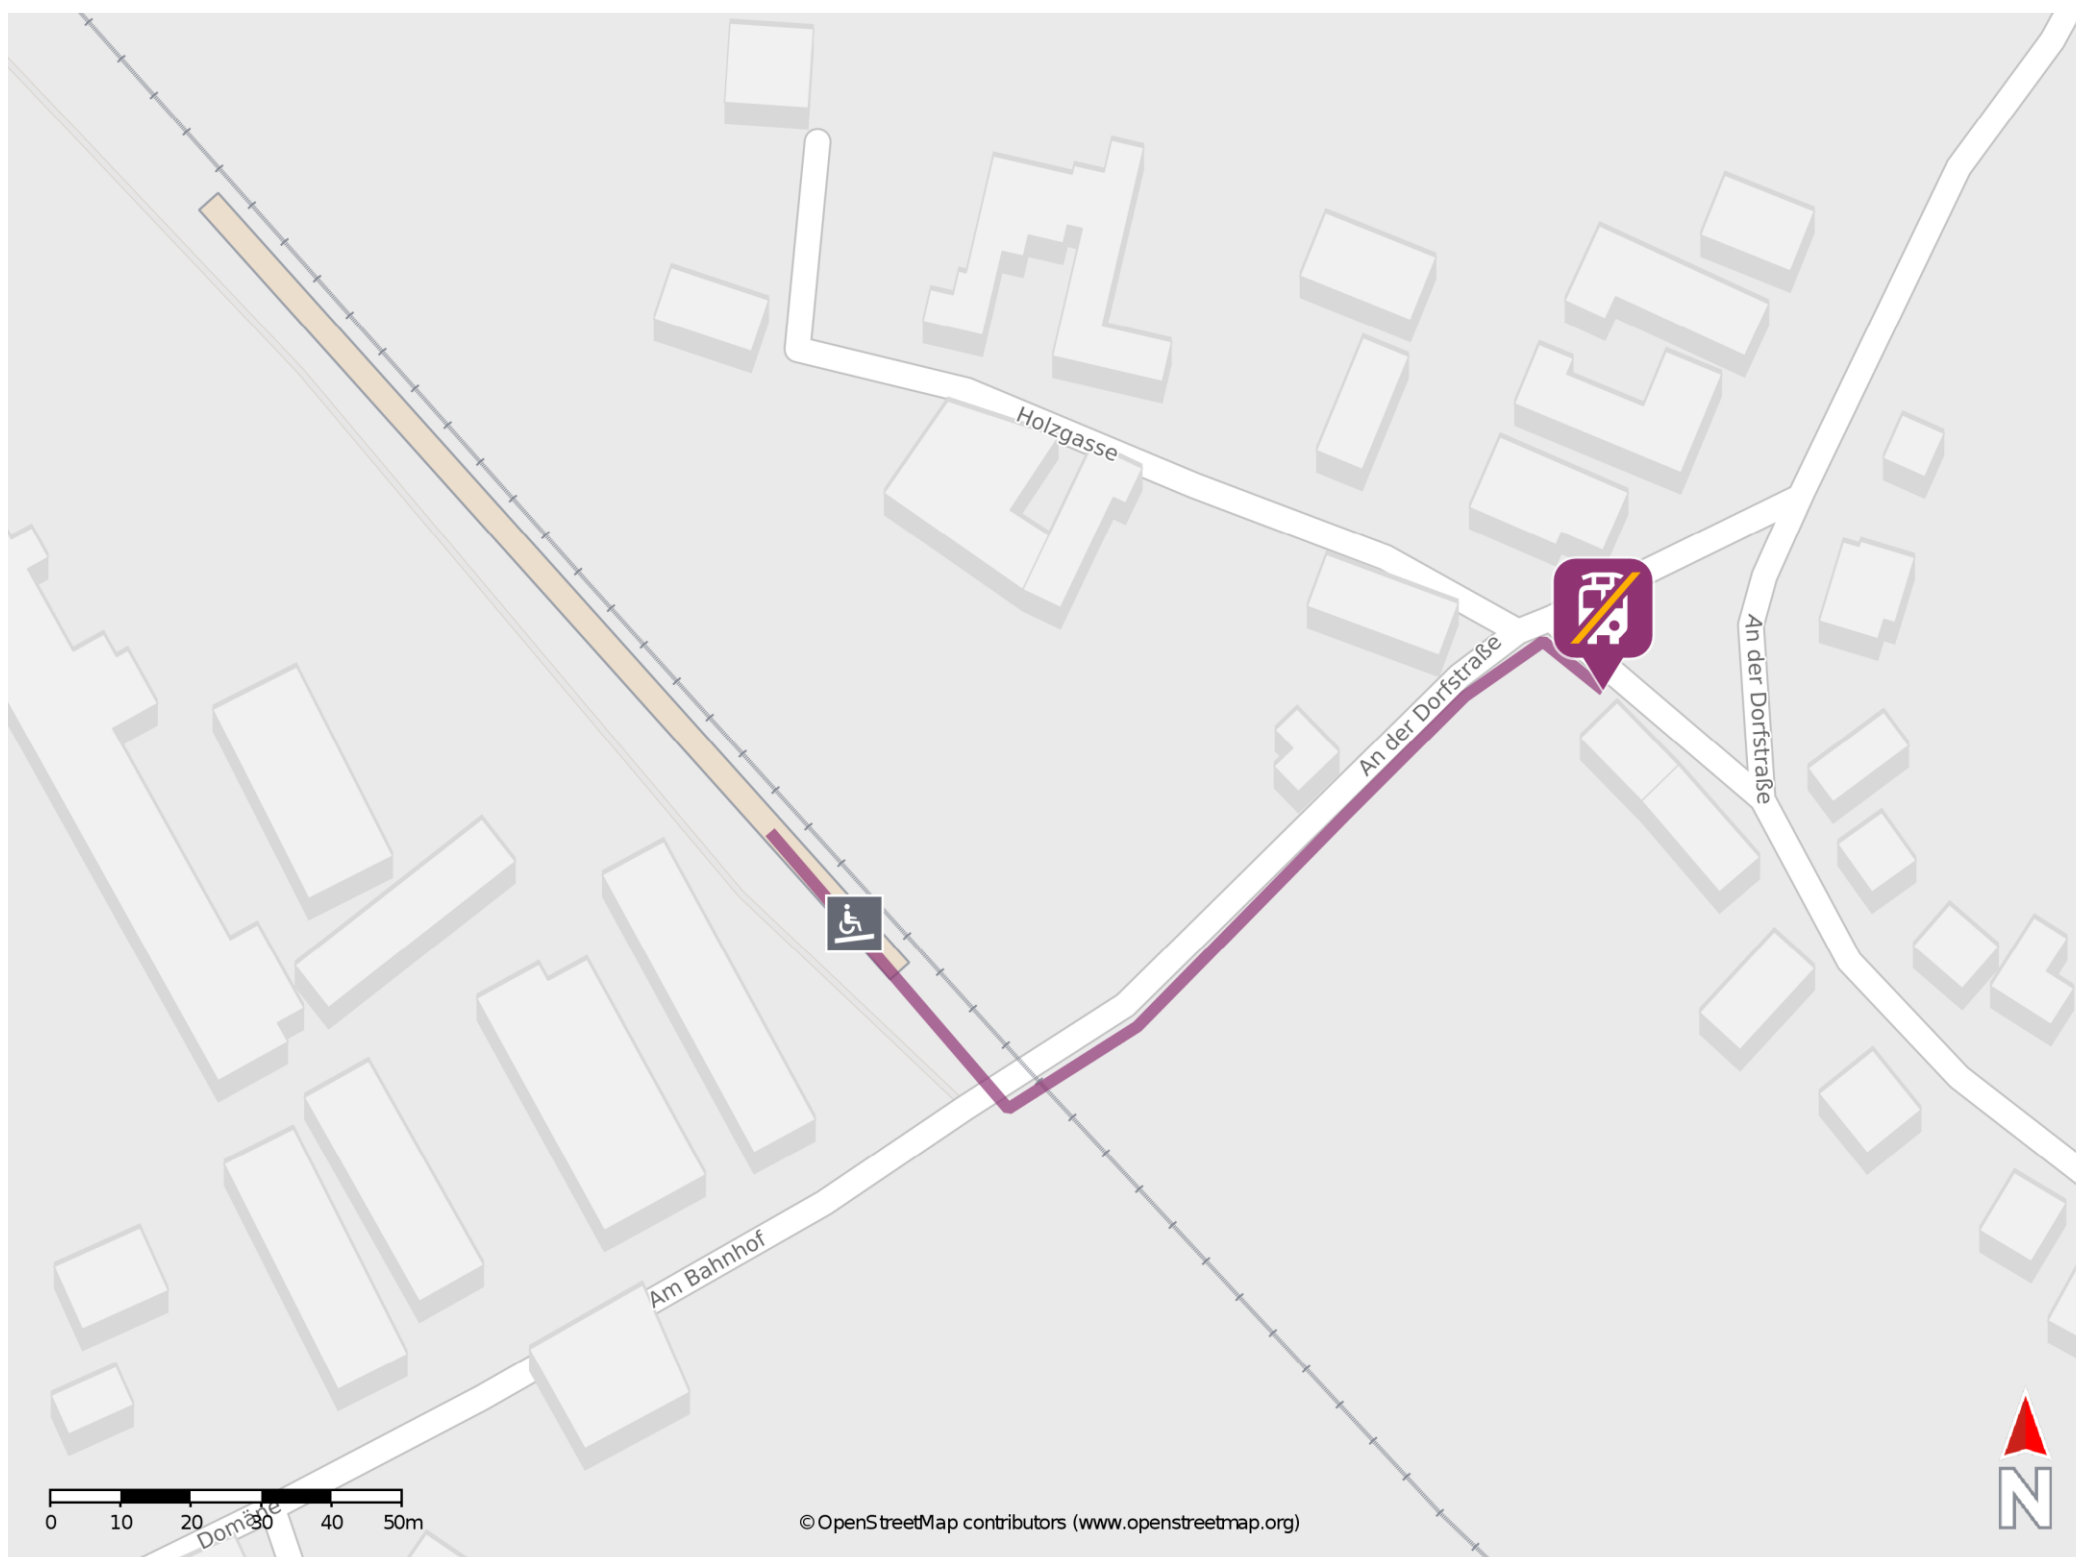 Holzgasse
An der Dorfstraße
An der Dorfstraße
Am Bahnhof
Domäne
0 10 20 30 40 50m
© OpenStreetMap contributors (www.openstreetmap.org)
N